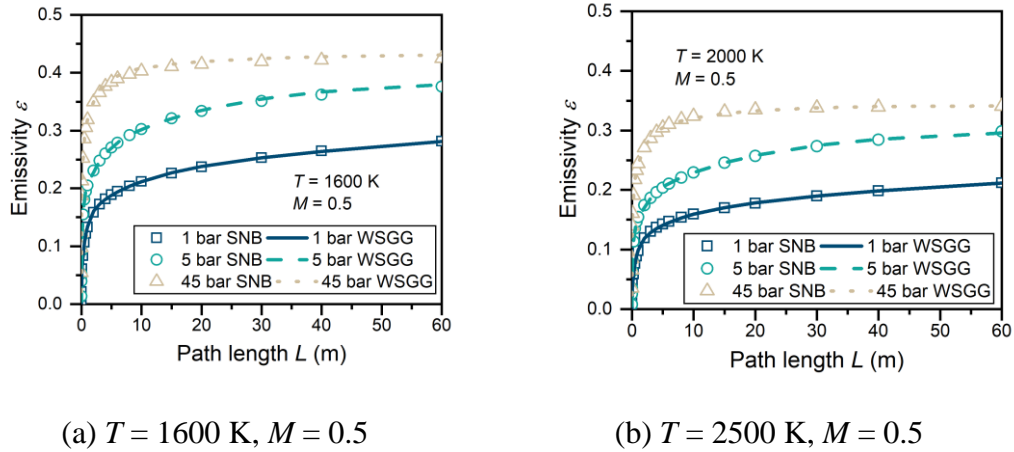 0.5
0.4
0.3
0.2
0.1
0.0
Emissivity ε
T = 1600 K
M = 0.5
1 bar SNB 1 bar WSGG
5 bar SNB 5 bar WSGG
45 bar SNB 45 bar WSGG
0 10 20 30 40 50 60
Path length L (m)
(a) T = 1600 K, M = 0.5
0.5
0.4
0.3
0.2
0.1
0.0
Emissivity ε
T = 2000 K
M = 0.5
1 bar SNB 1 bar WSGG
5 bar SNB 5 bar WSGG
45 bar SNB 45 bar WSGG
0 10 20 30 40 50 60
Path length L (m)
(b) T = 2500 K, M = 0.5